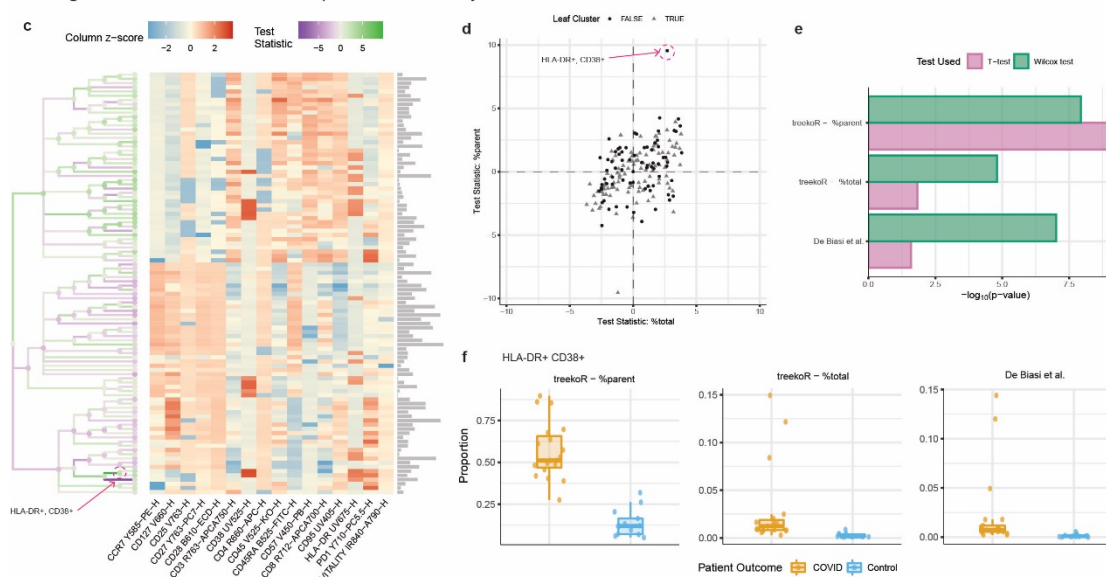 c
Column z-score
−2 0 2
Test Statistic
−5 0 5
HLA-DR+, CD38+
CCR7 Y585−PE−H
CD127 V660−H
CD25 V763−H
CD27 Y763−PC7−H
CD28 B610−ECD−H
CD3 R763−APCA750−H
CD38 UV525−H
CD4 R660−APC−H
CD45 V525−KrO−H
CD45RA B525−FITC−H
CD57 V450−PB−H
CD8 R712−APCA700−H
CD95 UV405−H
HLA−DR UV675−H
PD1 Y710−PC5.5−H
VITALITY IR840−A790−H
d
Leaf Cluster FALSE TRUE
HLA-DR+, CD38+
10
5
0
−5
−10
−10 −5 0 5 10
Test Statistic: %parent
Test Statistic: %total
e
Test Used
T−test Wilcox test
treekoR − %parent
treekoR %total
De Biasi et al.
0.0 2.5 5.0 7.5
−log10(p−value)
f HLA-DR+ CD38+
treekoR − %parent
treekoR − %total
De Biasi et al.
Proportion
0.75
0.50
0.25
0.15
0.10
0.05
0.00
0.15
0.10
0.05
0.00
Patient Outcome COVID Control